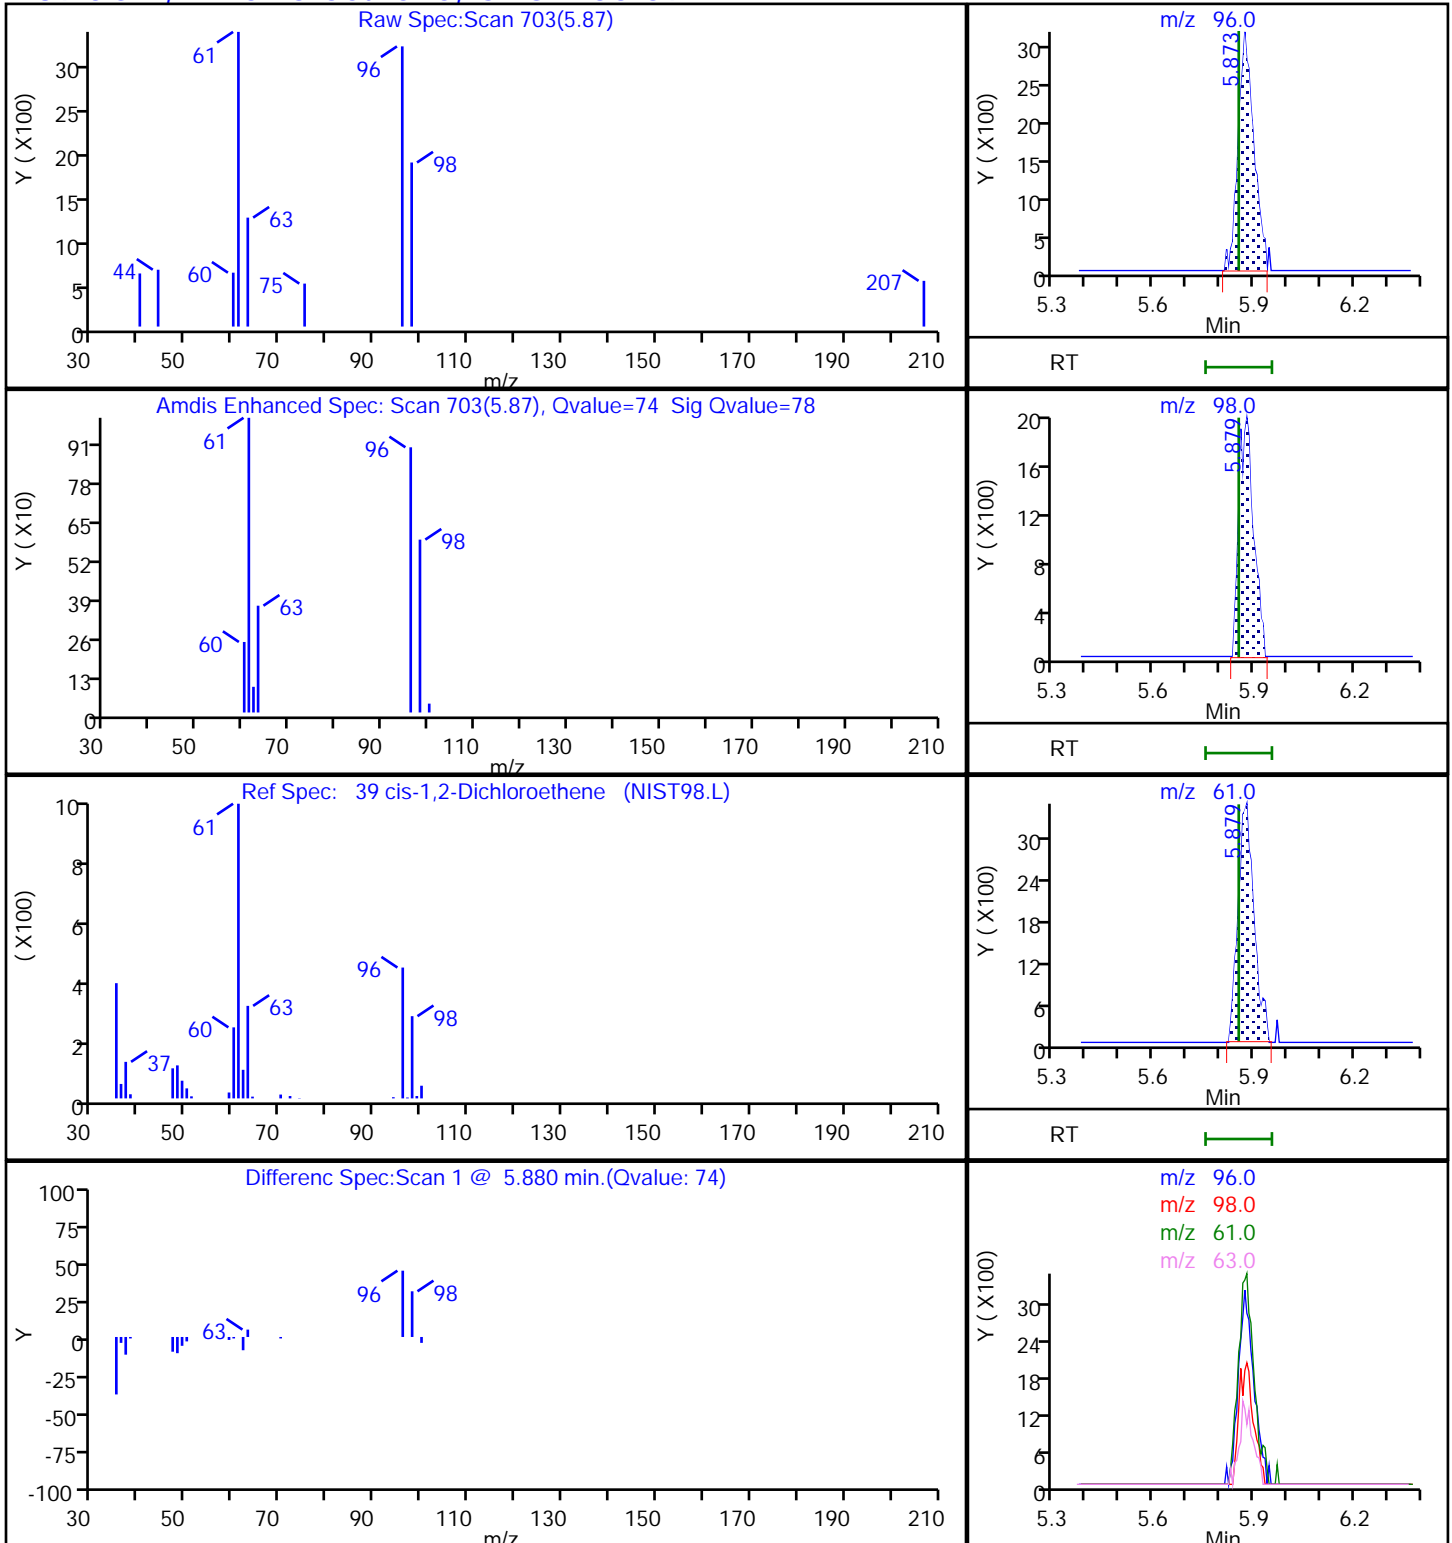 Raw Spec:Scan 703(5.87)
Y ( X100)
30
25
20
15
10
5
0
61
96
98
63
44
60
75
207
30 50 70 90 110 130 150 170 190 210
m/z
m/z 96.0
Y ( X100)
30
25
20
15
10
5
0
5.873
5.3 5.6 5.9 6.2
Min
RT
Amdis Enhanced Spec: Scan 703(5.87), Qvalue=74 Sig Qvalue=78
Y ( X10)
91
78
65
52
39
26
13
0
61
96
98
63
60
30 50 70 90 110 130 150 170 190 210
m/z
m/z 98.0
Y ( X100)
20
16
12
8
4
0
5.879
5.3 5.6 5.9 6.2
Min
RT
Ref Spec: 39 cis-1,2-Dichloroethene (NIST98.L)
( X100)
10
8
6
4
2
0
61
96
63
98
60
37
30 50 70 90 110 130 150 170 190 210
m/z 61.0
Y ( X100)
30
24
18
12
6
0
5.879
5.3 5.6 5.9 6.2
Min
RT
Differenc Spec:Scan 1 @ 5.880 min.(Qvalue: 74)
Y
100
75
50
25
0
-25
-50
-75
-100
96
98
63
30 50 70 90 110 130 150 170 190 210
m/z
m/z 96.0
m/z 98.0
m/z 61.0
m/z 63.0
Y ( X100)
30
24
18
12
6
0
5.3 5.6 5.9 6.2
Min